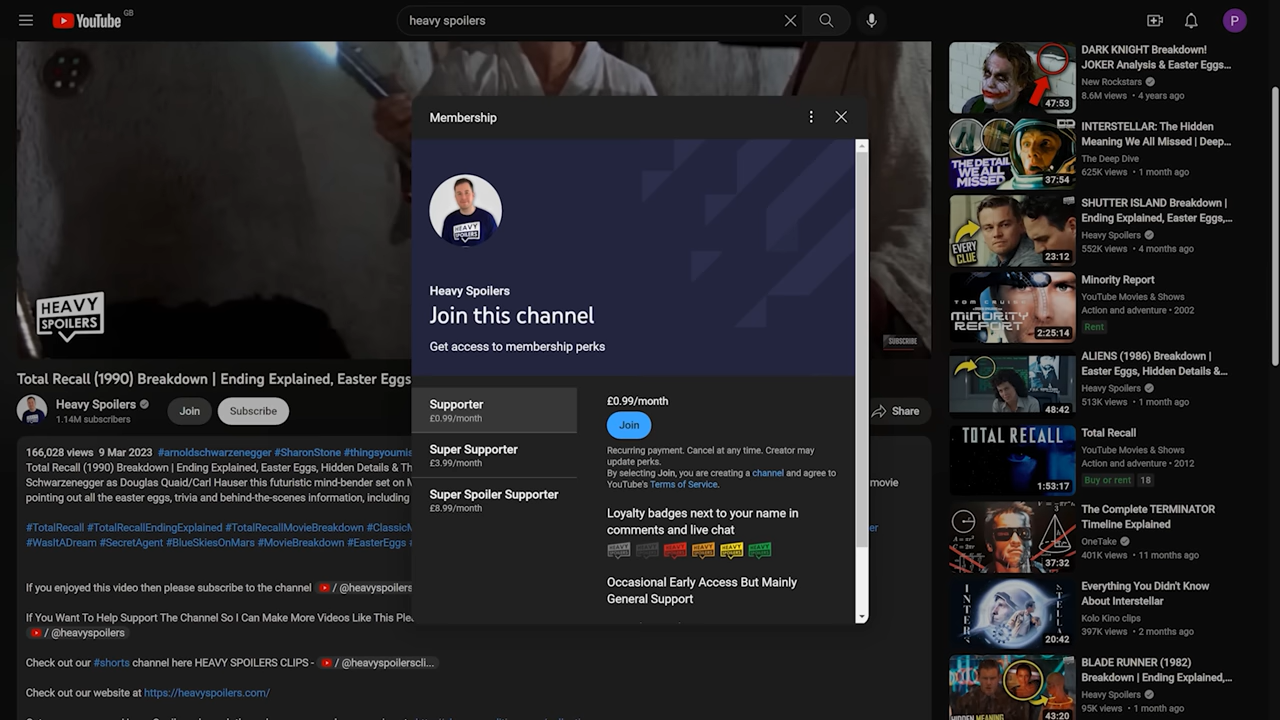 YouTube
GB
heavy spoilers
P
HEAVY
SPOILERS
SUBSCRIBE
Total Recall (1990) Breakdown | Ending Explained, Easter Eggs
Heavy Spoilers
1.14M subscribers
Join
Subscribe
Share
166,028 views 9 Mar 2023 #arnoldschwarzenegger #SharonStone #thingsyoumis
Total Recall (1990) Breakdown | Ending Explained, Easter Eggs, Hidden Details & Th
Schwarzenegger as Douglas Quaid/Carl Hauser this futuristic mind-bender set on M
movie
pointing out all the easter eggs, trivia and behind-the-scenes information, including
#TotalRecall #TotalRecallEndingExplained #TotalRecallMovieBreakdown #ClassicM
er
#WasItADream #SecretAgent #BlueSkiesOnMars #MovieBreakdown #EasterEggs #
If you enjoyed this video then please subscribe to the channel / @heavyspoilers
If You Want To Help Support The Channel So I Can Make More Videos Like This Plea
/ @heavyspoilers
Check out our #shorts channel here HEAVY SPOILERS CLIPS - / @heavyspoilerscli...
Check out our website at https://heavyspoilers.com/
Membership
HEAVY
SPOILERS
Heavy Spoilers
Join this channel
Get access to membership perks
Supporter
£0.99/month
Super Supporter
£3.99/month
Super Spoiler Supporter
£8.99/month
£0.99/month
Join
Recurring payment. Cancel at any time. Creator may
update perks.
By selecting Join, you are creating a channel and agree to
YouTube's Terms of Service.
Loyalty badges next to your name in
comments and live chat
Occasional Early Access But Mainly
General Support
47:53
DARK KNIGHT Breakdown!
JOKER Analysis & Easter Eggs...
New Rockstars
8.6M views • 4 years ago
THE DETAIL
WE ALL
MISSED
37:54
INTERSTELLAR: The Hidden
Meaning We All Missed | Deep...
The Deep Dive
625K views • 1 month ago
EVERY
CLUE
23:12
SHUTTER ISLAND Breakdown |
Ending Explained, Easter Eggs,...
Heavy Spoilers
552K views • 4 months ago
TOM CRUISE
MINORITY
REPORT
2:25:14
Minority Report
YouTube Movies & Shows
Action and adventure • 2002
Rent
48:42
ALIENS (1986) Breakdown |
Ending Explained, Hidden Details &...
Heavy Spoilers
513K views • 1 month ago
TOTAL RECALL
1:53:17
Total Recall
YouTube Movies & Shows
Action and adventure • 2012
Buy or rent 18
37:32
The Complete TERMINATOR
Timeline Explained
OneTake
401K views • 11 months ago
INTER
STELLAR
20:42
Everything You Didn't Know
About Interstellar
Kolo Kino clips
397K views • 2 months ago
HIDDEN MEANING
43:20
BLADE RUNNER (1982)
Breakdown | Ending Explained,...
Heavy Spoilers
95K views • 1 month ago